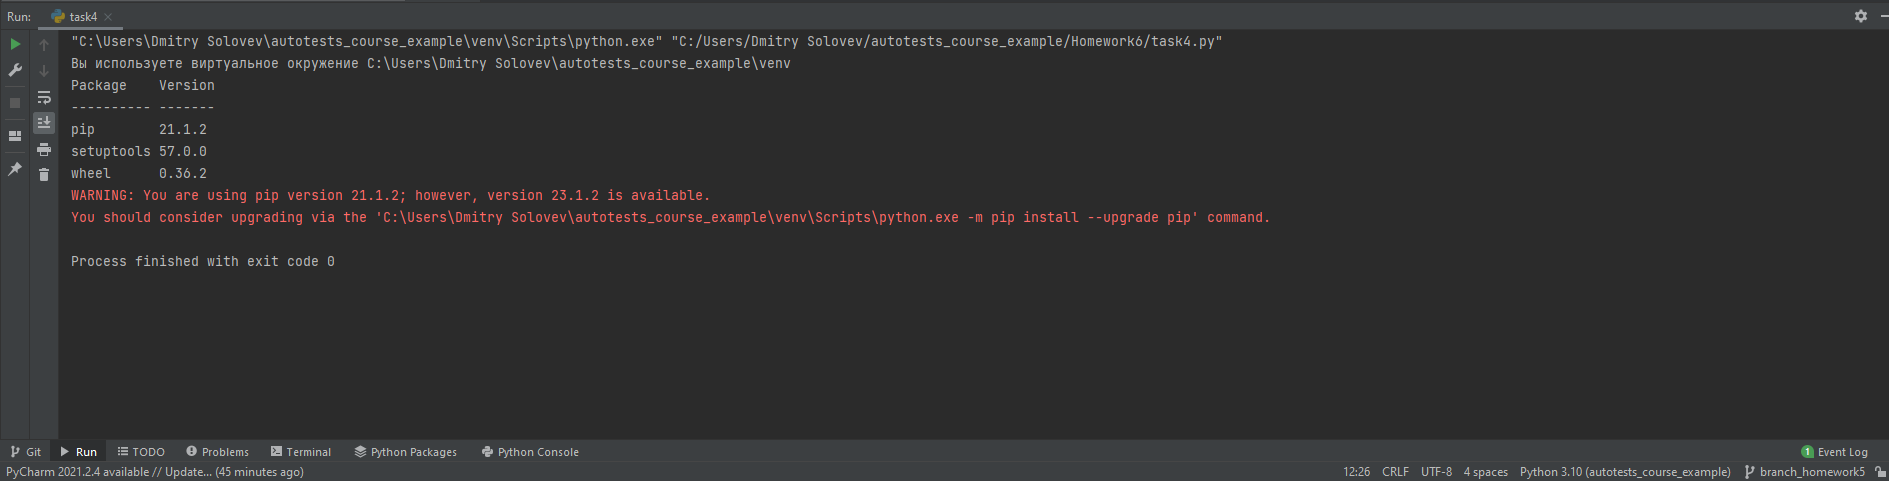 Run: task4
"C:\Users\Dmitry Solovev\autotests_course_example\venv\Scripts\python.exe" "C:/Users/Dmitry Solovev/autotests_course_example/Homework6/task4.py"
Вы используете виртуальное окружение C:\Users\Dmitry Solovev\autotests_course_example\venv
Package    Version
---------- -------
pip        21.1.2
setuptools 57.0.0
wheel      0.36.2
WARNING: You are using pip version 21.1.2; however, version 23.1.2 is available.
You should consider upgrading via the 'C:\Users\Dmitry Solovev\autotests_course_example\venv\Scripts\python.exe -m pip install --upgrade pip' command.
Process finished with exit code 0
Git Run TODO Problems Terminal Python Packages Python Console 1 Event Log
PyCharm 2021.2.4 available // Update... (45 minutes ago) 12:26 CRLF UTF-8 4 spaces Python 3.10 (autotests_course_example) branch_homework5